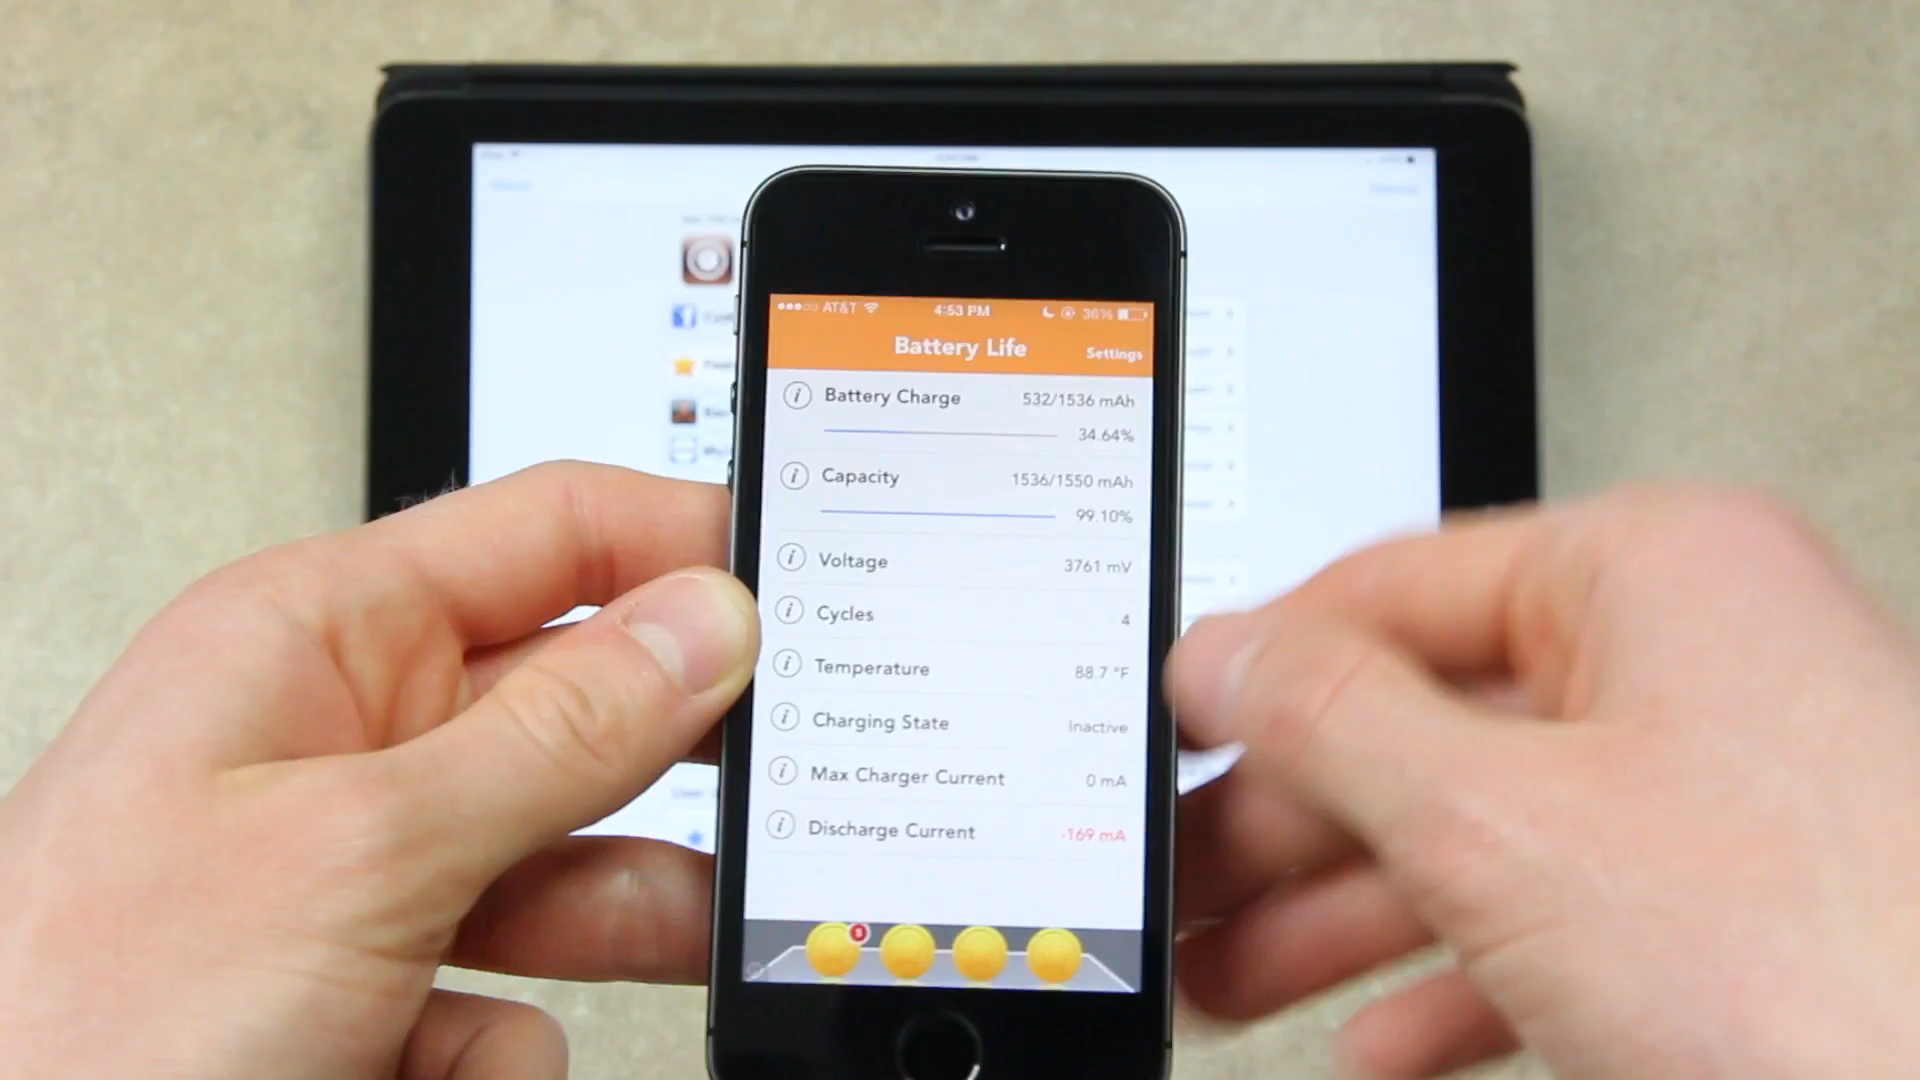 AT&T 4:53 PM 36%
Battery Life Settings
Battery Charge 532/1536 mAh
34.64%
Capacity 1536/1550 mAh
99.10%
Voltage 3761 mV
Cycles 4
Temperature 88.7 °F
Charging State Inactive
Max Charger Current 0 mA
Discharge Current -169 mA